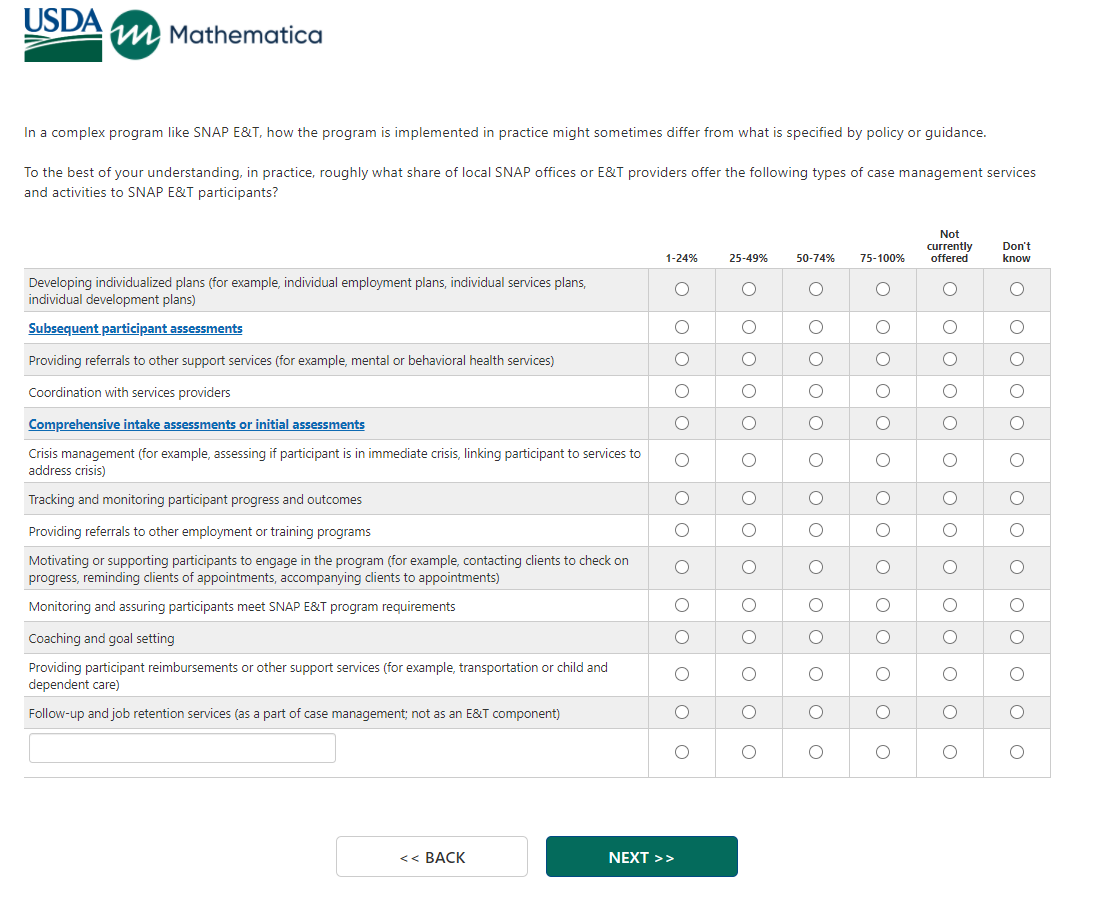 USDA
m Mathematica
In a complex program like SNAP E&T, how the program is implemented in practice might sometimes differ from what is specified by policy or guidance.
To the best of your understanding, in practice, roughly what share of local SNAP offices or E&T providers offer the following types of case management services
and activities to SNAP E&T participants?
1-24% 25-49% 50-74% 75-100% Not currently offered Don't know
Developing individualized plans (for example, individual employment plans, individual services plans,
individual development plans)
Subsequent participant assessments
Providing referrals to other support services (for example, mental or behavioral health services)
Coordination with services providers
Comprehensive intake assessments or initial assessments
Crisis management (for example, assessing if participant is in immediate crisis, linking participant to services to
address crisis)
Tracking and monitoring participant progress and outcomes
Providing referrals to other employment or training programs
Motivating or supporting participants to engage in the program (for example, contacting clients to check on
progress, reminding clients of appointments, accompanying clients to appointments)
Monitoring and assuring participants meet SNAP E&T program requirements
Coaching and goal setting
Providing participant reimbursements or other support services (for example, transportation or child and
dependent care)
Follow-up and job retention services (as a part of case management; not as an E&T component)
<< BACK
NEXT >>